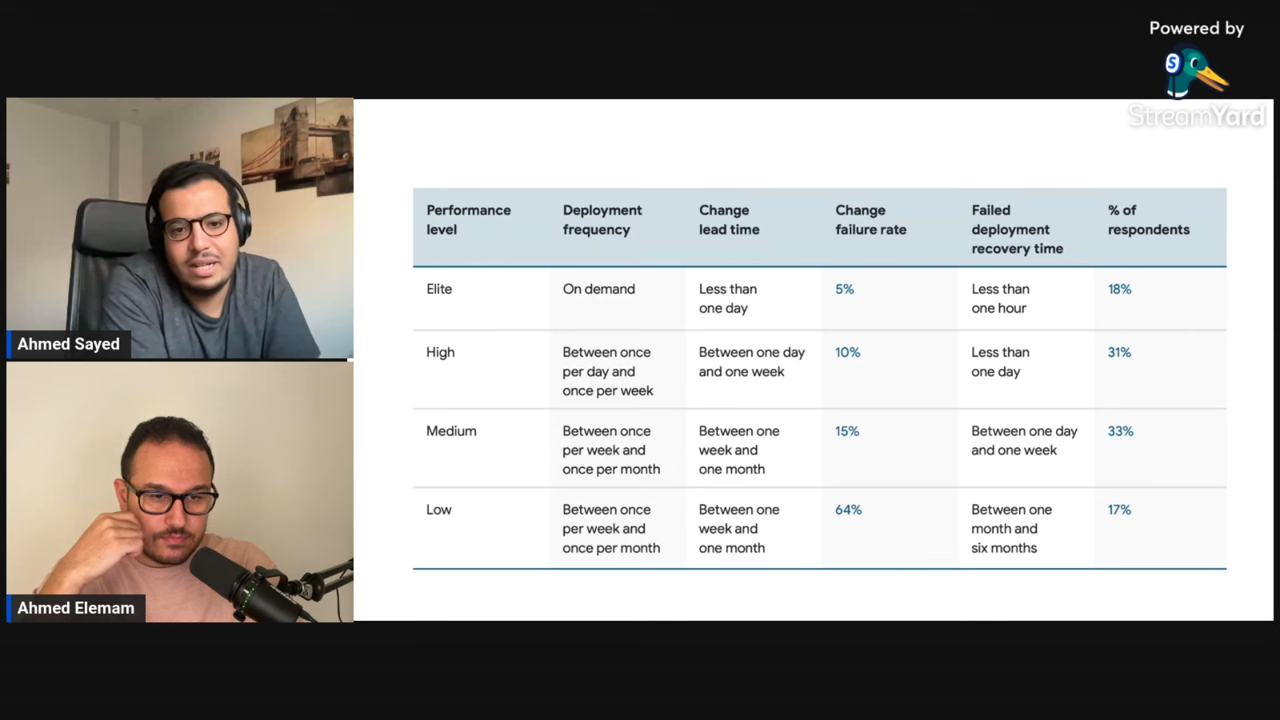 Powered by
StreamYard
Ahmed Sayed
Ahmed Elemam
Performance level
Deployment frequency
Change lead time
Change failure rate
Failed deployment recovery time
% of respondents
Elite
On demand
Less than one day
5%
Less than one hour
18%
High
Between once per day and once per week
Between one day and one week
10%
Less than one day
31%
Medium
Between once per week and once per month
Between one week and one month
15%
Between one day and one week
33%
Low
Between once per week and once per month
Between one week and one month
64%
Between one month and six months
17%